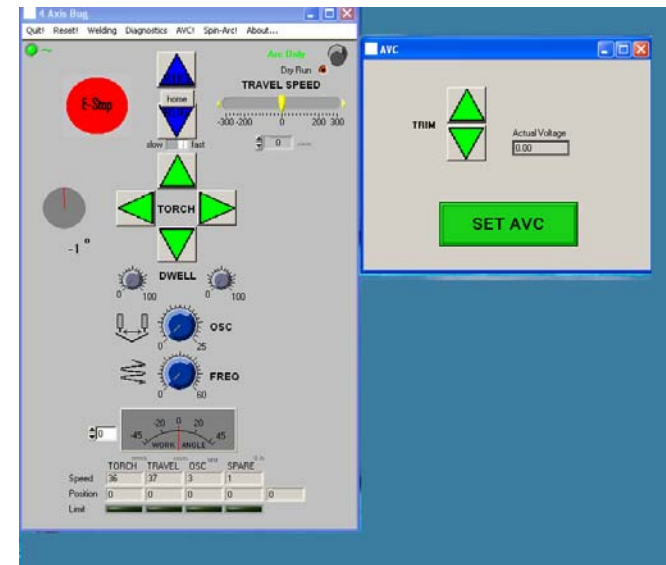 4 Axis Bug
Quit! Reset! Welding Diagnostics AVC! Spin-Arc! About...
Arc Only
Dry Run
E-Stop
home
TRAVEL SPEED
-300 -200 0 200 300
slow fast
0
TORCH
-1 °
DWELL
0 100 0 100
OSC
0 25
FREQ
0 60
0
-45 -20 0 20 45
WORK ANGLE
TORCH TRAVEL OSC SPARE
Speed 36 37 3 1
Position 0 0 0 0 0
Limit
AVC
TRIM
Actual Voltage
0.00
SET AVC